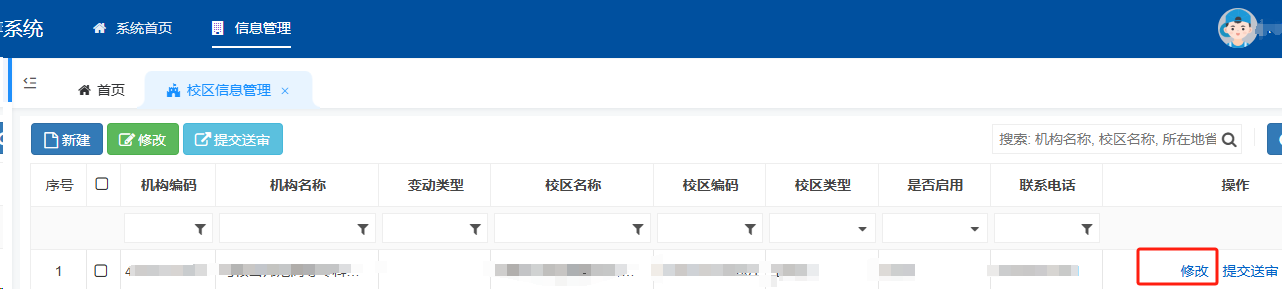 系统
系统首页
信息管理
首页
校区信息管理 ×
新建 修改 提交送审
搜索: 机构名称, 校区名称, 所在地省
序号 机构编码 机构名称 变动类型 校区名称 校区编码 校区类型 是否启用 联系电话 操作
1 4 修改 提交送审